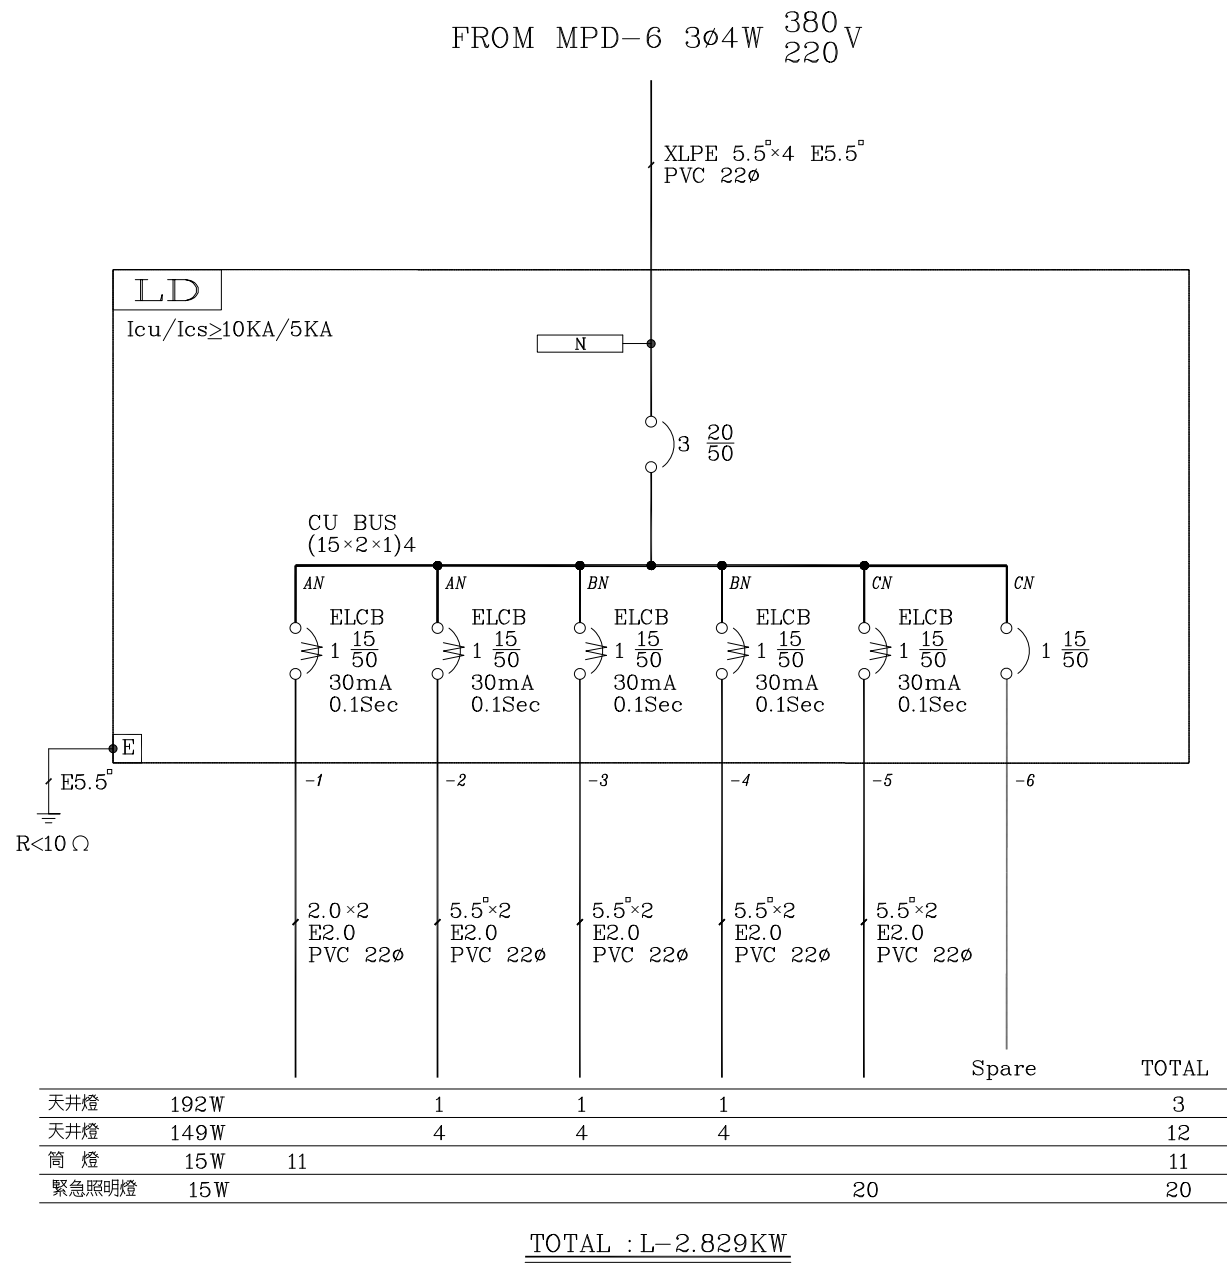 FROM MPD-6 3ø4W 380/220 V
XLPE 5.5□×4 E5.5□
PVC 22ø
LD
Icu/Ics≥10KA/5KA
N
3 20/50
CU BUS
(15×2×1)4
AN AN BN BN CN CN
ELCB ELCB ELCB ELCB ELCB
1 15/50 1 15/50 1 15/50 1 15/50 1 15/50 1 15/50
30mA 30mA 30mA 30mA 30mA
0.1Sec 0.1Sec 0.1Sec 0.1Sec 0.1Sec
E
E5.5□
R<10Ω
-1 -2 -3 -4 -5 -6
2.0×2 5.5□×2 5.5□×2 5.5□×2 5.5□×2
E2.0 E2.0 E2.0 E2.0 E2.0
PVC 22ø PVC 22ø PVC 22ø PVC 22ø PVC 22ø
Spare TOTAL
天井燈 192W 1 1 1 3
天井燈 149W 4 4 4 12
筒 燈 15W 11 11
緊急照明燈 15W 20 20
TOTAL : L-2.829KW